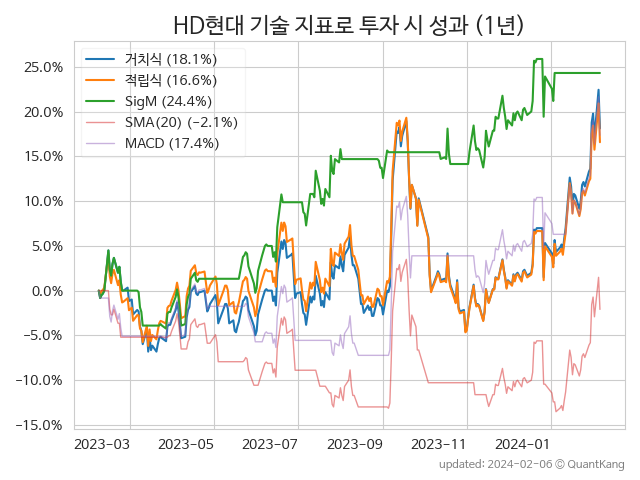 HD현대 기술 지표로 투자 시 성과 (1년)
거치식 (18.1%)
적립식 (16.6%)
SigM (24.4%)
SMA(20) (−2.1%)
MACD (17.4%)
25.0%
20.0%
15.0%
10.0%
5.0%
0.0%
−5.0%
−10.0%
−15.0%
2023−03 2023−05 2023−07 2023−09 2023−11 2024−01
updated: 2024-02-06 © QuantKang